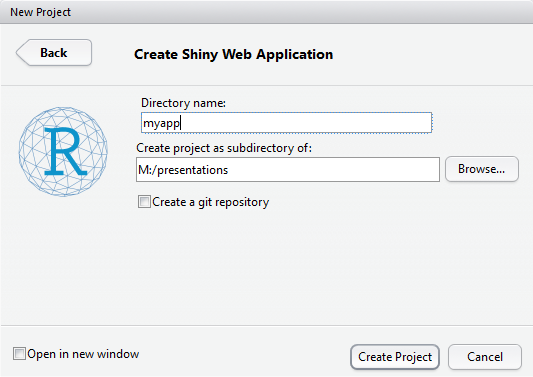 New Project
Back
Create Shiny Web Application
Directory name:
myapp
R
Create project as subdirectory of:
M:/presentations
Browse...
Create a git repository
Open in new window
Create Project
Cancel